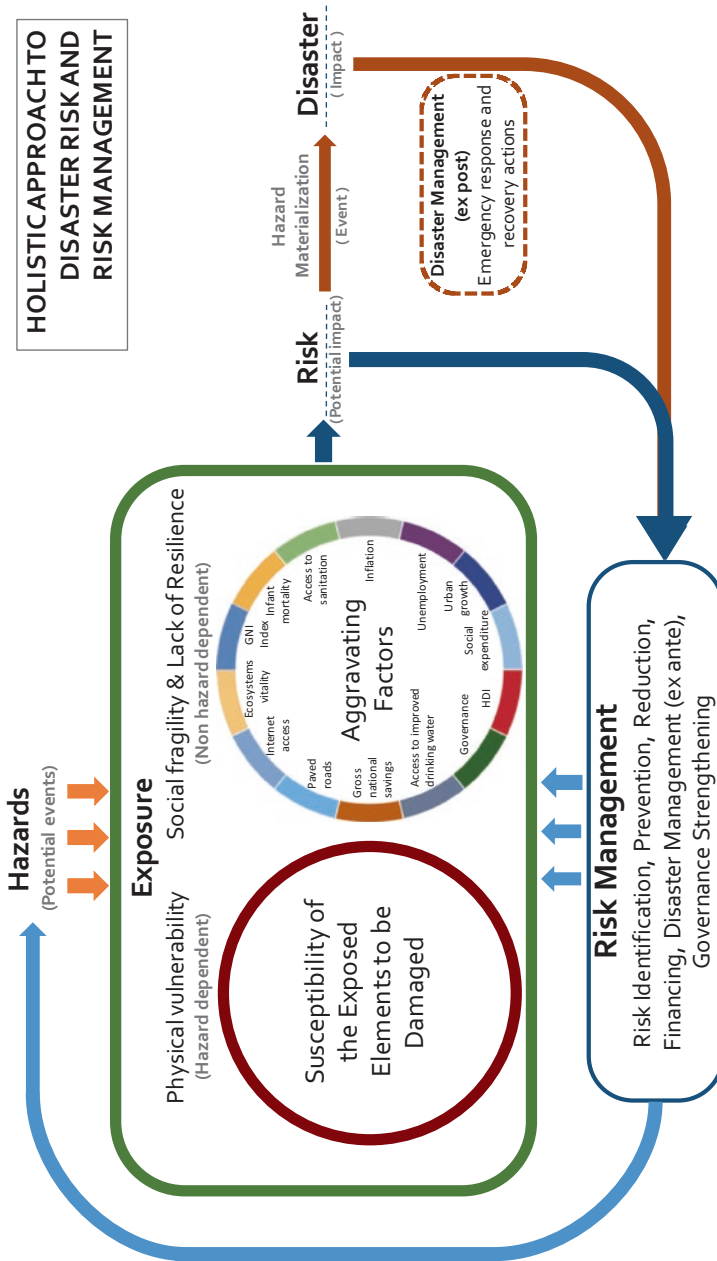 HOLISTIC APPROACH TO
DISASTER RISK AND
RISK MANAGEMENT
Hazards
(Potential events)
Exposure
Physical vulnerability
(Hazard dependent)
Susceptibility of
the Exposed
Elements to be
Damaged
Social fragility & Lack of Resilience
(Non hazard dependent)
Aggravating
Factors
Ecosystems
vitality
GNI
Index
Infant
mortality
Access to
sanitation
Inflation
Unemployment
Urban
growth
Social
expenditure
HDI
Governance
Access to improved
drinking water
Gross
national
savings
Paved
roads
Internet
access
Risk
(Potential impact)
Hazard
Materialization
(Event)
Disaster
(Impact)
Disaster Management
(ex post)
Emergency response and
recovery actions
Risk Management
Risk Identification, Prevention, Reduction,
Financing, Disaster Management (ex ante),
Governance Strengthening